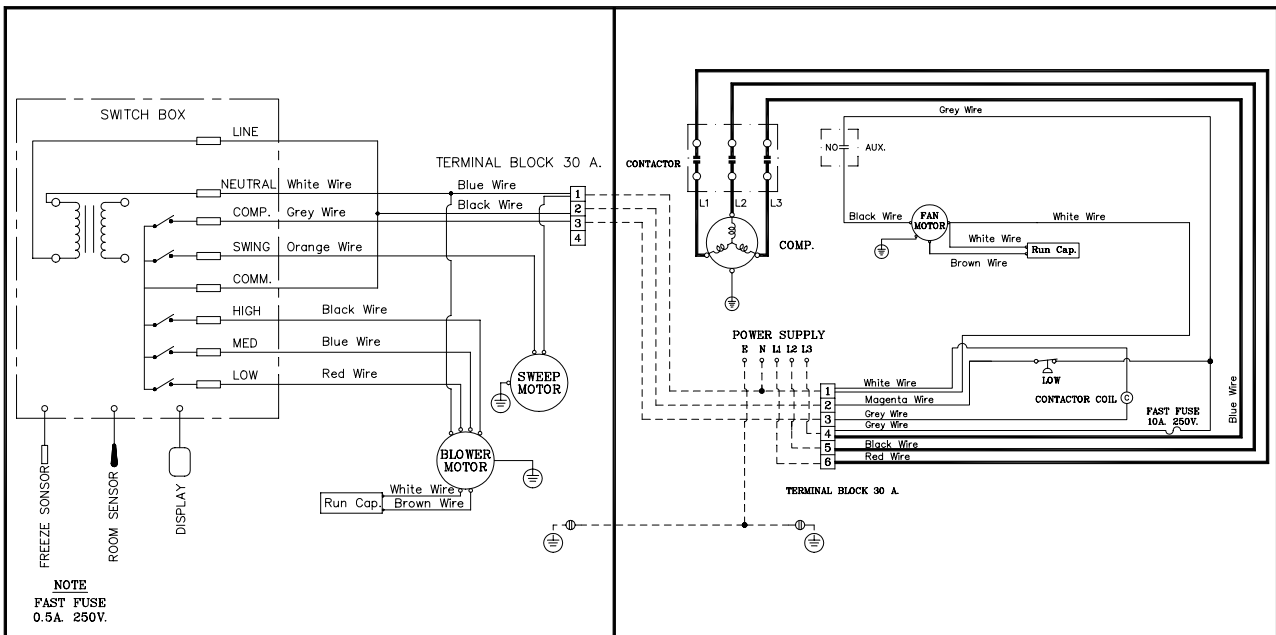 SWITCH BOX
LINE
NEUTRAL White Wire
COMP. Grey Wire
SWING Orange Wire
COMM.
HIGH Black Wire
MED Blue Wire
LOW Red Wire
TERMINAL BLOCK 30 A.
Blue Wire
Black Wire
1
2
3
4
SWEEP
MOTOR
BLOWER
MOTOR
White Wire
Brown Wire
Run Cap.
FREEZE SONSOR
ROOM SENSOR
DISPLAY
NOTE
FAST FUSE
0.5A. 250V.
CONTACTOR
L1 L2 L3
COMP.
Grey Wire
NO AUX.
Black Wire
FAN
MOTOR
White Wire
White Wire
Brown Wire
Run Cap.
POWER SUPPLY
E N L1 L2 L3
1 White Wire
2 Magenta Wire
3 Grey Wire
4 Grey Wire
5 Black Wire
6 Red Wire
LOW
CONTACTOR COIL C
FAST FUSE
10A. 250V.
Blue Wire
TERMINAL BLOCK 30 A.